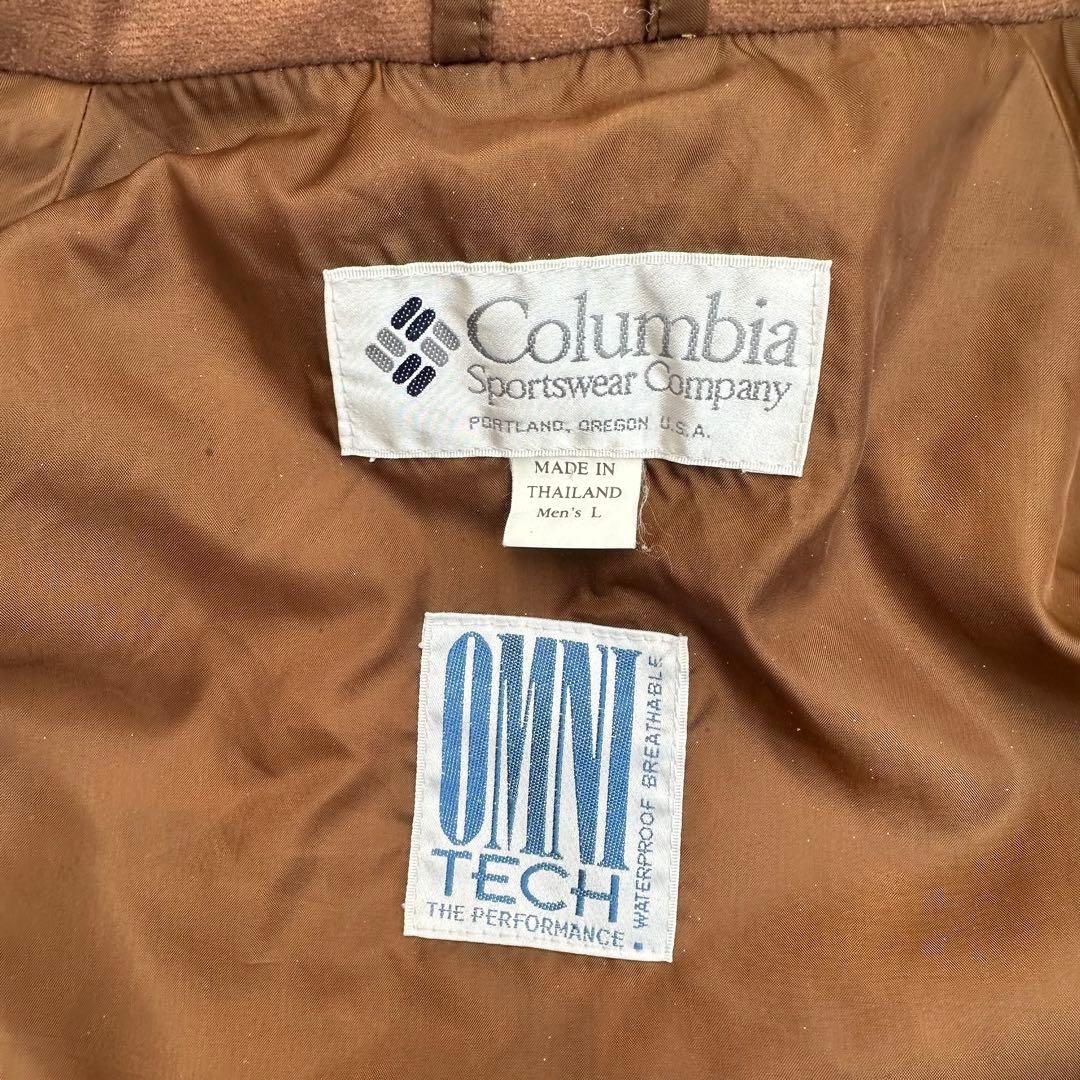 Columbia
Sportswear Company
PORTLAND, OREGON U.S.A.
MADE IN
THAILAND
Men's L
OMNI
TECH
THE PERFORMANCE
WATERPROOF BREATHABLE